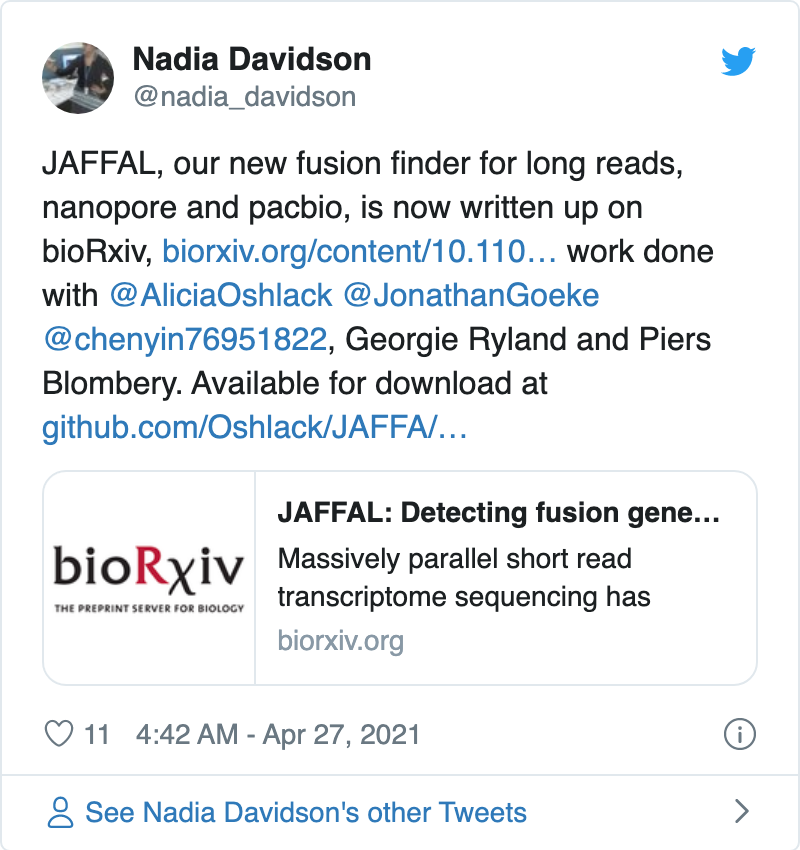 Nadia Davidson
@nadia_davidson
JAFFAL, our new fusion finder for long reads,
nanopore and pacbio, is now written up on
bioRxiv, biorxiv.org/content/10.110… work done
with @AliciaOshlack @JonathanGoeke
@chenyin76951822, Georgie Ryland and Piers
Blombery. Available for download at
github.com/Oshlack/JAFFA/…
bioRxiv
THE PREPRINT SERVER FOR BIOLOGY
JAFFAL: Detecting fusion gene…
Massively parallel short read
transcriptome sequencing has
biorxiv.org
11 4:42 AM - Apr 27, 2021
See Nadia Davidson's other Tweets